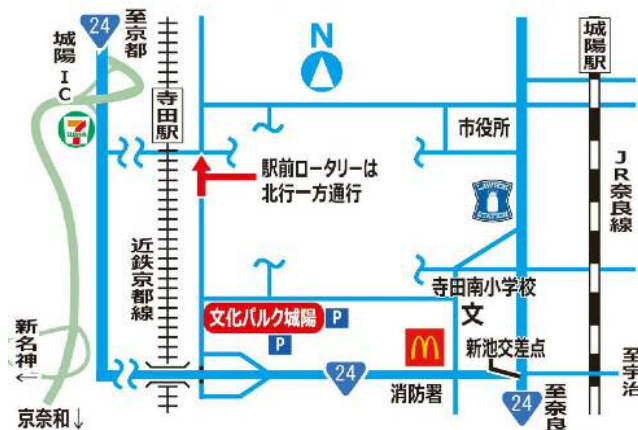 24
至京都
城陽IC
7
ELEVEN
寺田駅
N
城陽駅
市役所
駅前ロータリーは
北行一方通行
LAWSON
STATION
JR奈良線
近鉄京都線
寺田南小学校
文
文化パルク城陽
P
P
M
新池交差点
新名神
←
24
消防署
至宇治
至奈良
24
京奈和↓